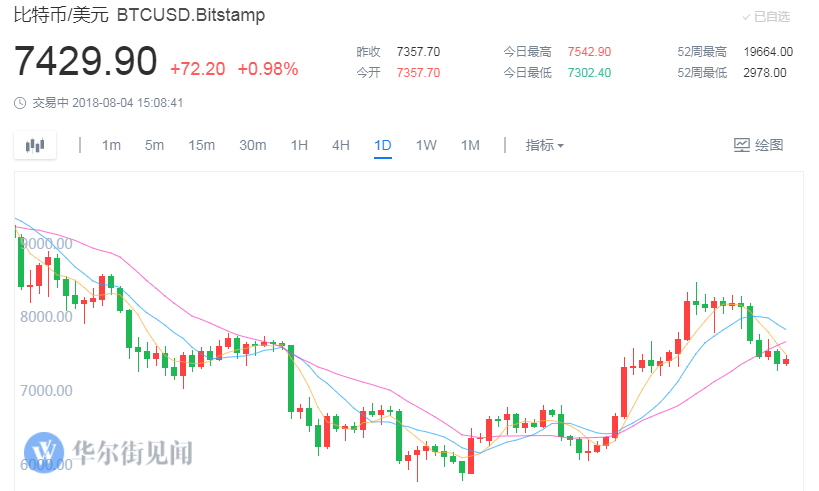 比特币/美元 BTCUSD.Bitstamp
已自选
7429.90 +72.20 +0.98%
昨收 7357.70 今日最高 7542.90 52周最高 19664.00
今开 7357.70 今日最低 7302.40 52周最低 2978.00
交易中 2018-08-04 15:08:41
1m 5m 15m 30m 1H 4H 1D 1W 1M 指标 绘图
9000.00
8000.00
7000.00
6000.00
华尔街见闻